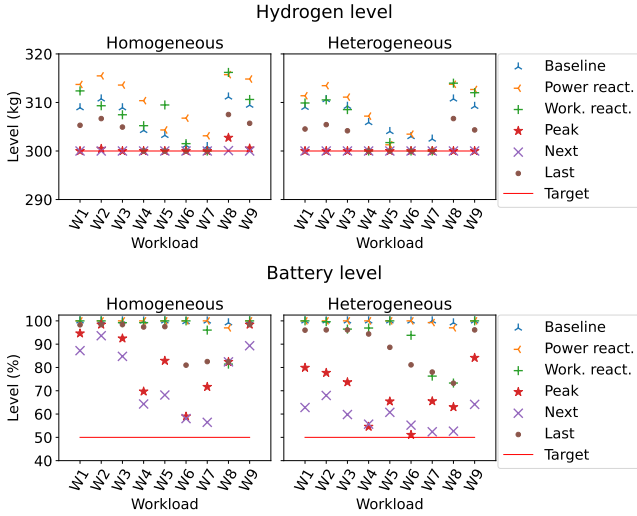 Hydrogen level
Homogeneous
Heterogeneous
Level (kg)
320
310
300
290
W1 W2 W3 W4 W5 W6 W7 W8 W9
W1 W2 W3 W4 W5 W6 W7 W8 W9
Workload
Workload
Baseline
Power react.
Work. react.
Peak
Next
Last
Target
Battery level
Homogeneous
Heterogeneous
Level (%)
100
90
80
70
60
50
40
W1 W2 W3 W4 W5 W6 W7 W8 W9
W1 W2 W3 W4 W5 W6 W7 W8 W9
Workload
Workload
Baseline
Power react.
Work. react.
Peak
Next
Last
Target